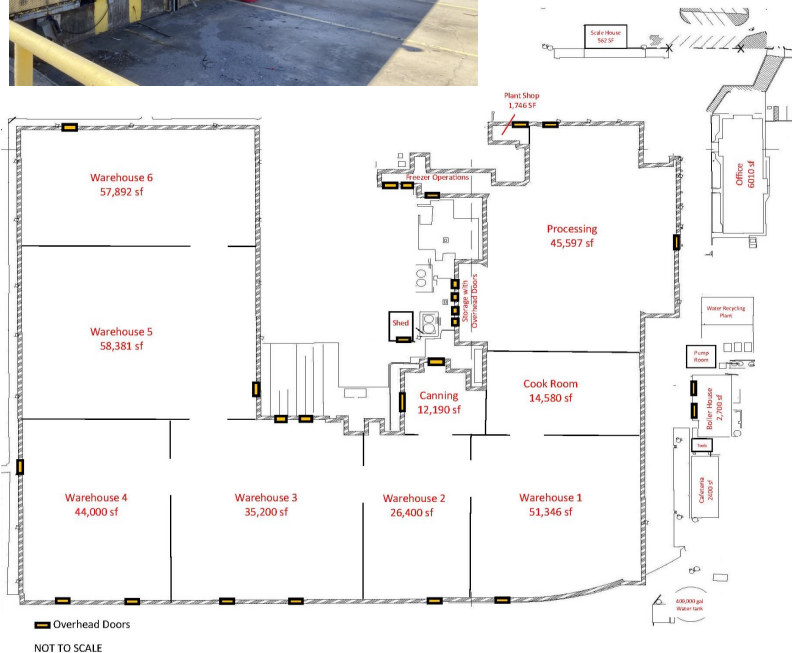 Scale House
562 SF
Plant Shop
1,746 SF
Warehouse 6
57,892 sf
Freezer Operations
Office
6010 sf
Processing
45,597 sf
Storage with
Overhead Doors
Water Recycling
Plant
Shed
Warehouse 5
58,381 sf
Pump
Room
Canning
12,190 sf
Cook Room
14,580 sf
Boiler House
2,700 sf
Tank
Cafeteria
2400 sf
Warehouse 4
44,000 sf
Warehouse 3
35,200 sf
Warehouse 2
26,400 sf
Warehouse 1
51,346 sf
400,000 gal
Water tank
Overhead Doors
NOT TO SCALE